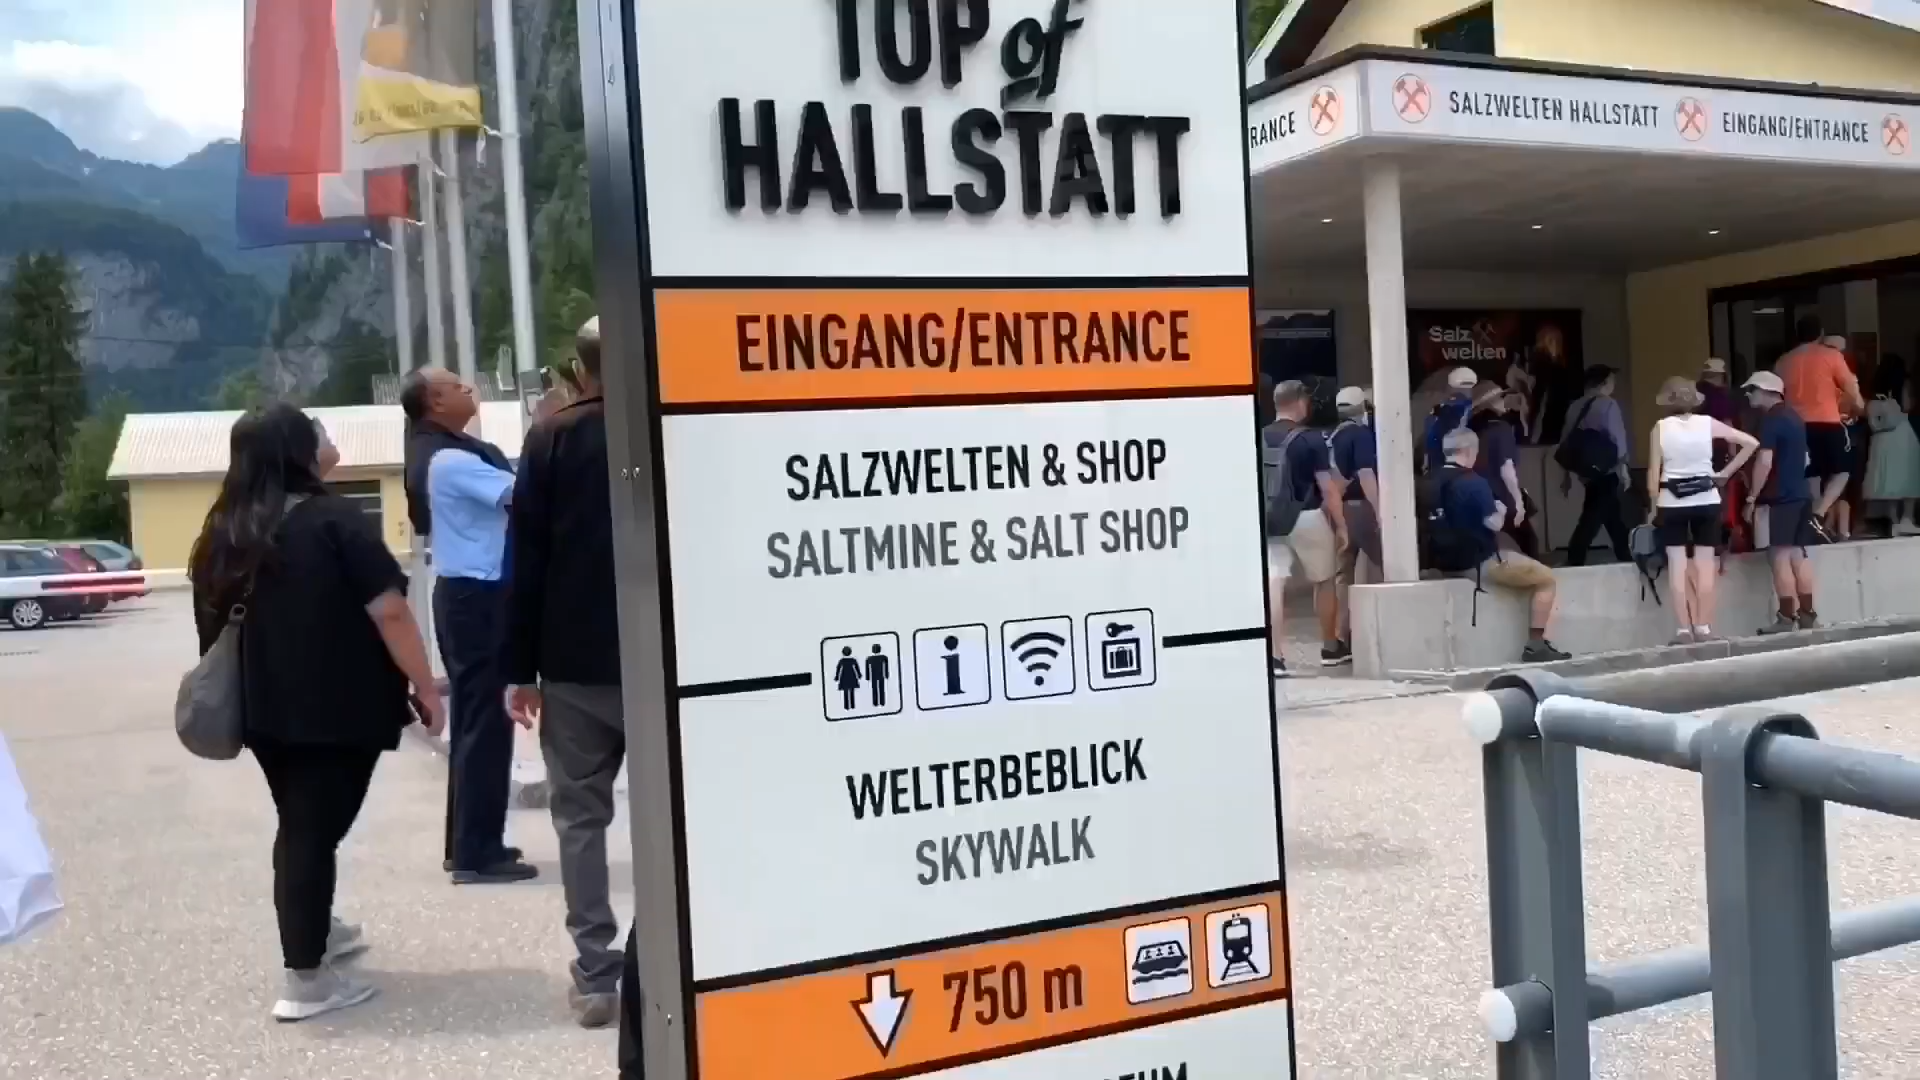 TOP of
HALLSTATT
EINGANG/ENTRANCE
SALZWELTEN & SHOP
SALTMINE & SALT SHOP
WELTERBEBLICK
SKYWALK
750 m
RANCE
SALZWELTEN HALLSTATT
EINGANG/ENTRANCE
Salz
welten